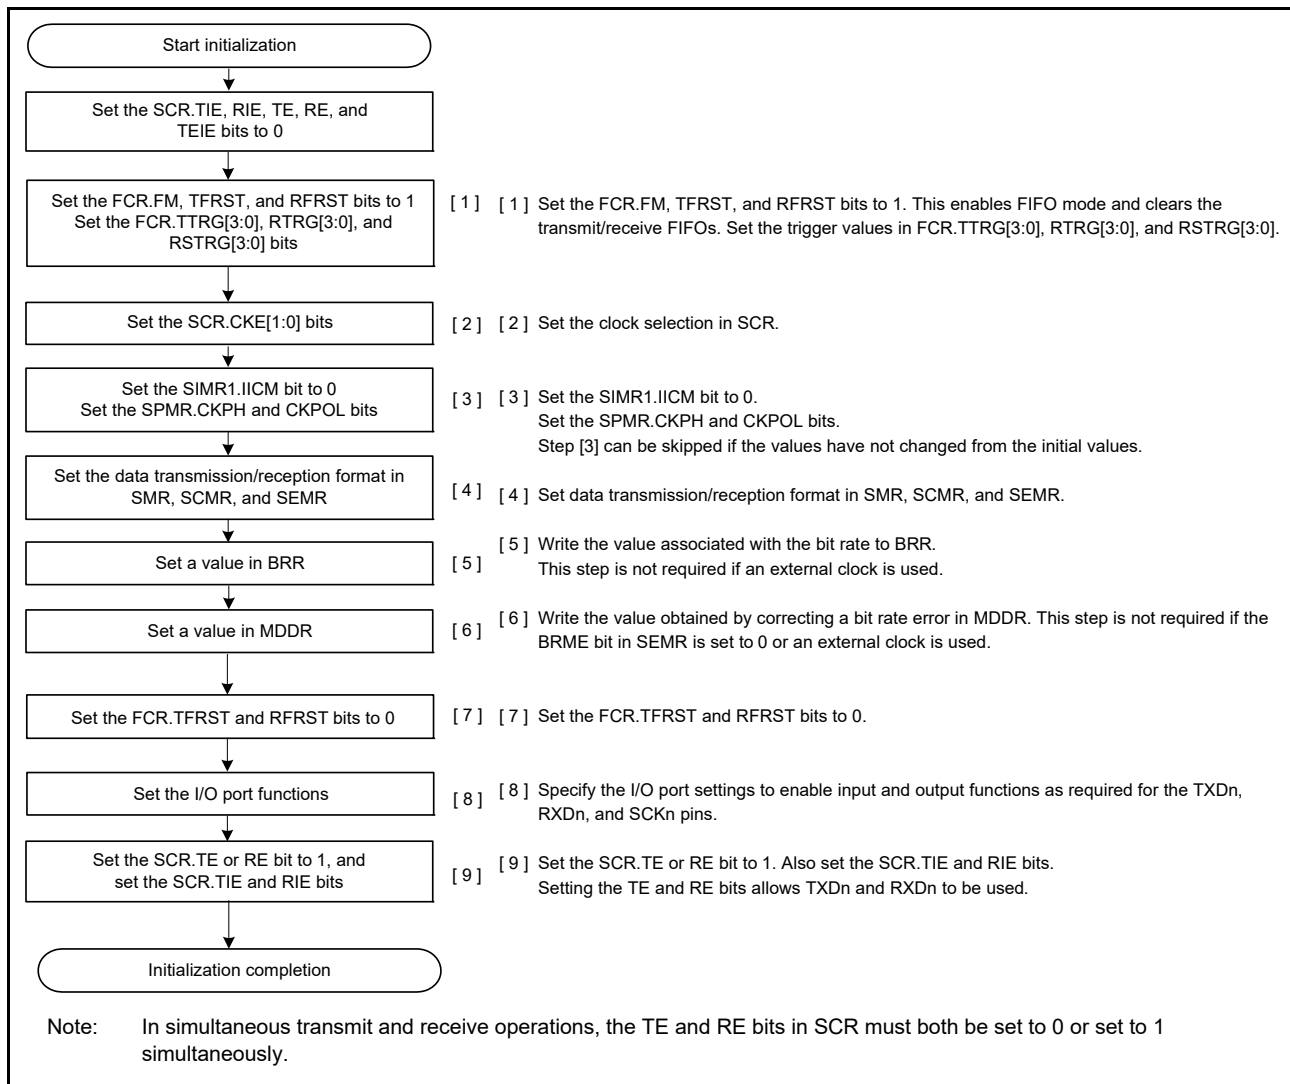 Start initialization
Set the SCR.TIE, RIE, TE, RE, and
TEIE bits to 0
Set the FCR.FM, TFRST, and RFRST bits to 1
Set the FCR.TTRG[3:0], RTRG[3:0], and
RSTRG[3:0] bits
[ 1 ]
[ 1 ] Set the FCR.FM, TFRST, and RFRST bits to 1. This enables FIFO mode and clears the
transmit/receive FIFOs. Set the trigger values in FCR.TTRG[3:0], RTRG[3:0], and RSTRG[3:0].
Set the SCR.CKE[1:0] bits
[ 2 ]
[ 2 ] Set the clock selection in SCR.
Set the SIMR1.IICM bit to 0
Set the SPMR.CKPH and CKPOL bits
[ 3 ]
[ 3 ] Set the SIMR1.IICM bit to 0.
Set the SPMR.CKPH and CKPOL bits.
Step [3] can be skipped if the values have not changed from the initial values.
Set the data transmission/reception format in
SMR, SCMR, and SEMR
[ 4 ]
[ 4 ] Set data transmission/reception format in SMR, SCMR, and SEMR.
Set a value in BRR
[ 5 ]
[ 5 ] Write the value associated with the bit rate to BRR.
This step is not required if an external clock is used.
Set a value in MDDR
[ 6 ]
[ 6 ] Write the value obtained by correcting a bit rate error in MDDR. This step is not required if the
BRME bit in SEMR is set to 0 or an external clock is used.
Set the FCR.TFRST and RFRST bits to 0
[ 7 ]
[ 7 ] Set the FCR.TFRST and RFRST bits to 0.
Set the I/O port functions
[ 8 ]
[ 8 ] Specify the I/O port settings to enable input and output functions as required for the TXDn,
RXDn, and SCKn pins.
Set the SCR.TE or RE bit to 1, and
set the SCR.TIE and RIE bits
[ 9 ]
[ 9 ] Set the SCR.TE or RE bit to 1. Also set the SCR.TIE and RIE bits.
Setting the TE and RE bits allows TXDn and RXDn to be used.
Initialization completion
Note: In simultaneous transmit and receive operations, the TE and RE bits in SCR must both be set to 0 or set to 1
simultaneously.